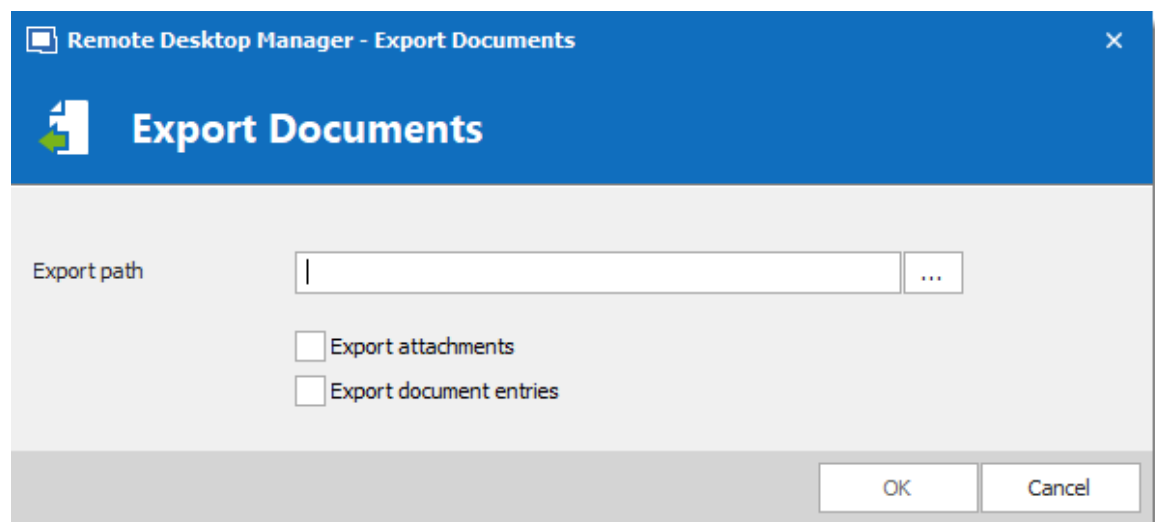 Remote Desktop Manager - Export Documents
Export Documents
Export path
...
Export attachments
Export document entries
OK Cancel